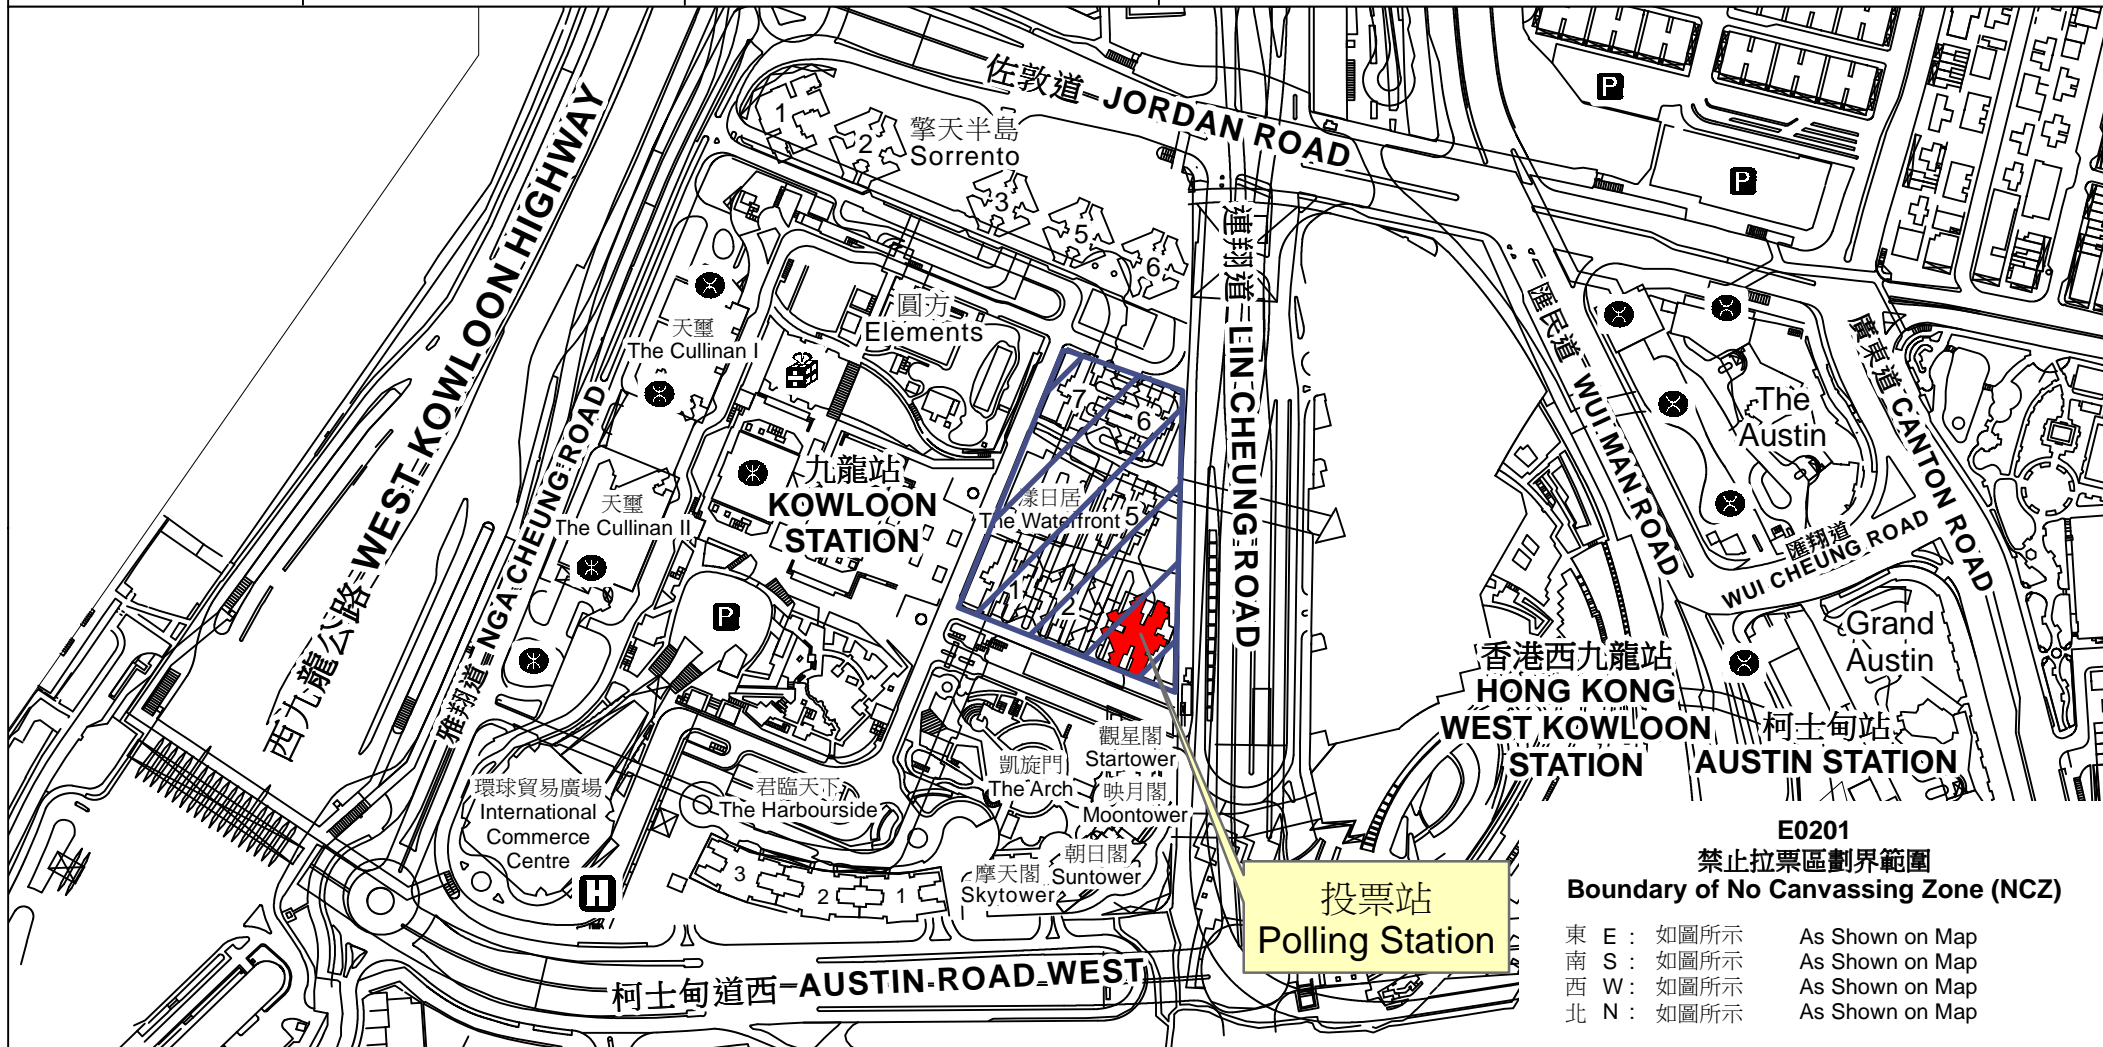 佐敦道 JORDAN ROAD
P
P
1
2
擎天半島
Sorrento
3
5
6
西九龍公路 WEST KOWLOON HIGHWAY
連翔道 LIN CHEUNG ROAD
圓方
Elements
天璽
The Cullinan I
匯民道 WUI MAN ROAD
廣東道 CANTON ROAD
The
Austin
7
6
雅翔道 NGA CHEUNG ROAD
九龍站
KOWLOON
STATION
天璽
The Cullinan II
漾日居
The Waterfront
5
1
2
匯翔道
WUI CHEUNG ROAD
P
Grand
Austin
香港西九龍站
HONG KONG
WEST KOWLOON
STATION
柯士甸站
AUSTIN STATION
觀星閣
Startower
凱旋門
The Arch
映月閣
Moontower
環球貿易廣場
International
Commerce
Centre
君臨天下
The Harbourside
朝日閣
Suntower
摩天閣
Skytower
3
2
1
H
投票站
Polling Station
柯士甸道西 AUSTIN ROAD WEST
E0201
禁止拉票區劃界範圍
Boundary of No Canvassing Zone (NCZ)
東 E : 如圖所示 As Shown on Map
南 S : 如圖所示 As Shown on Map
西 W : 如圖所示 As Shown on Map
北 N : 如圖所示 As Shown on Map